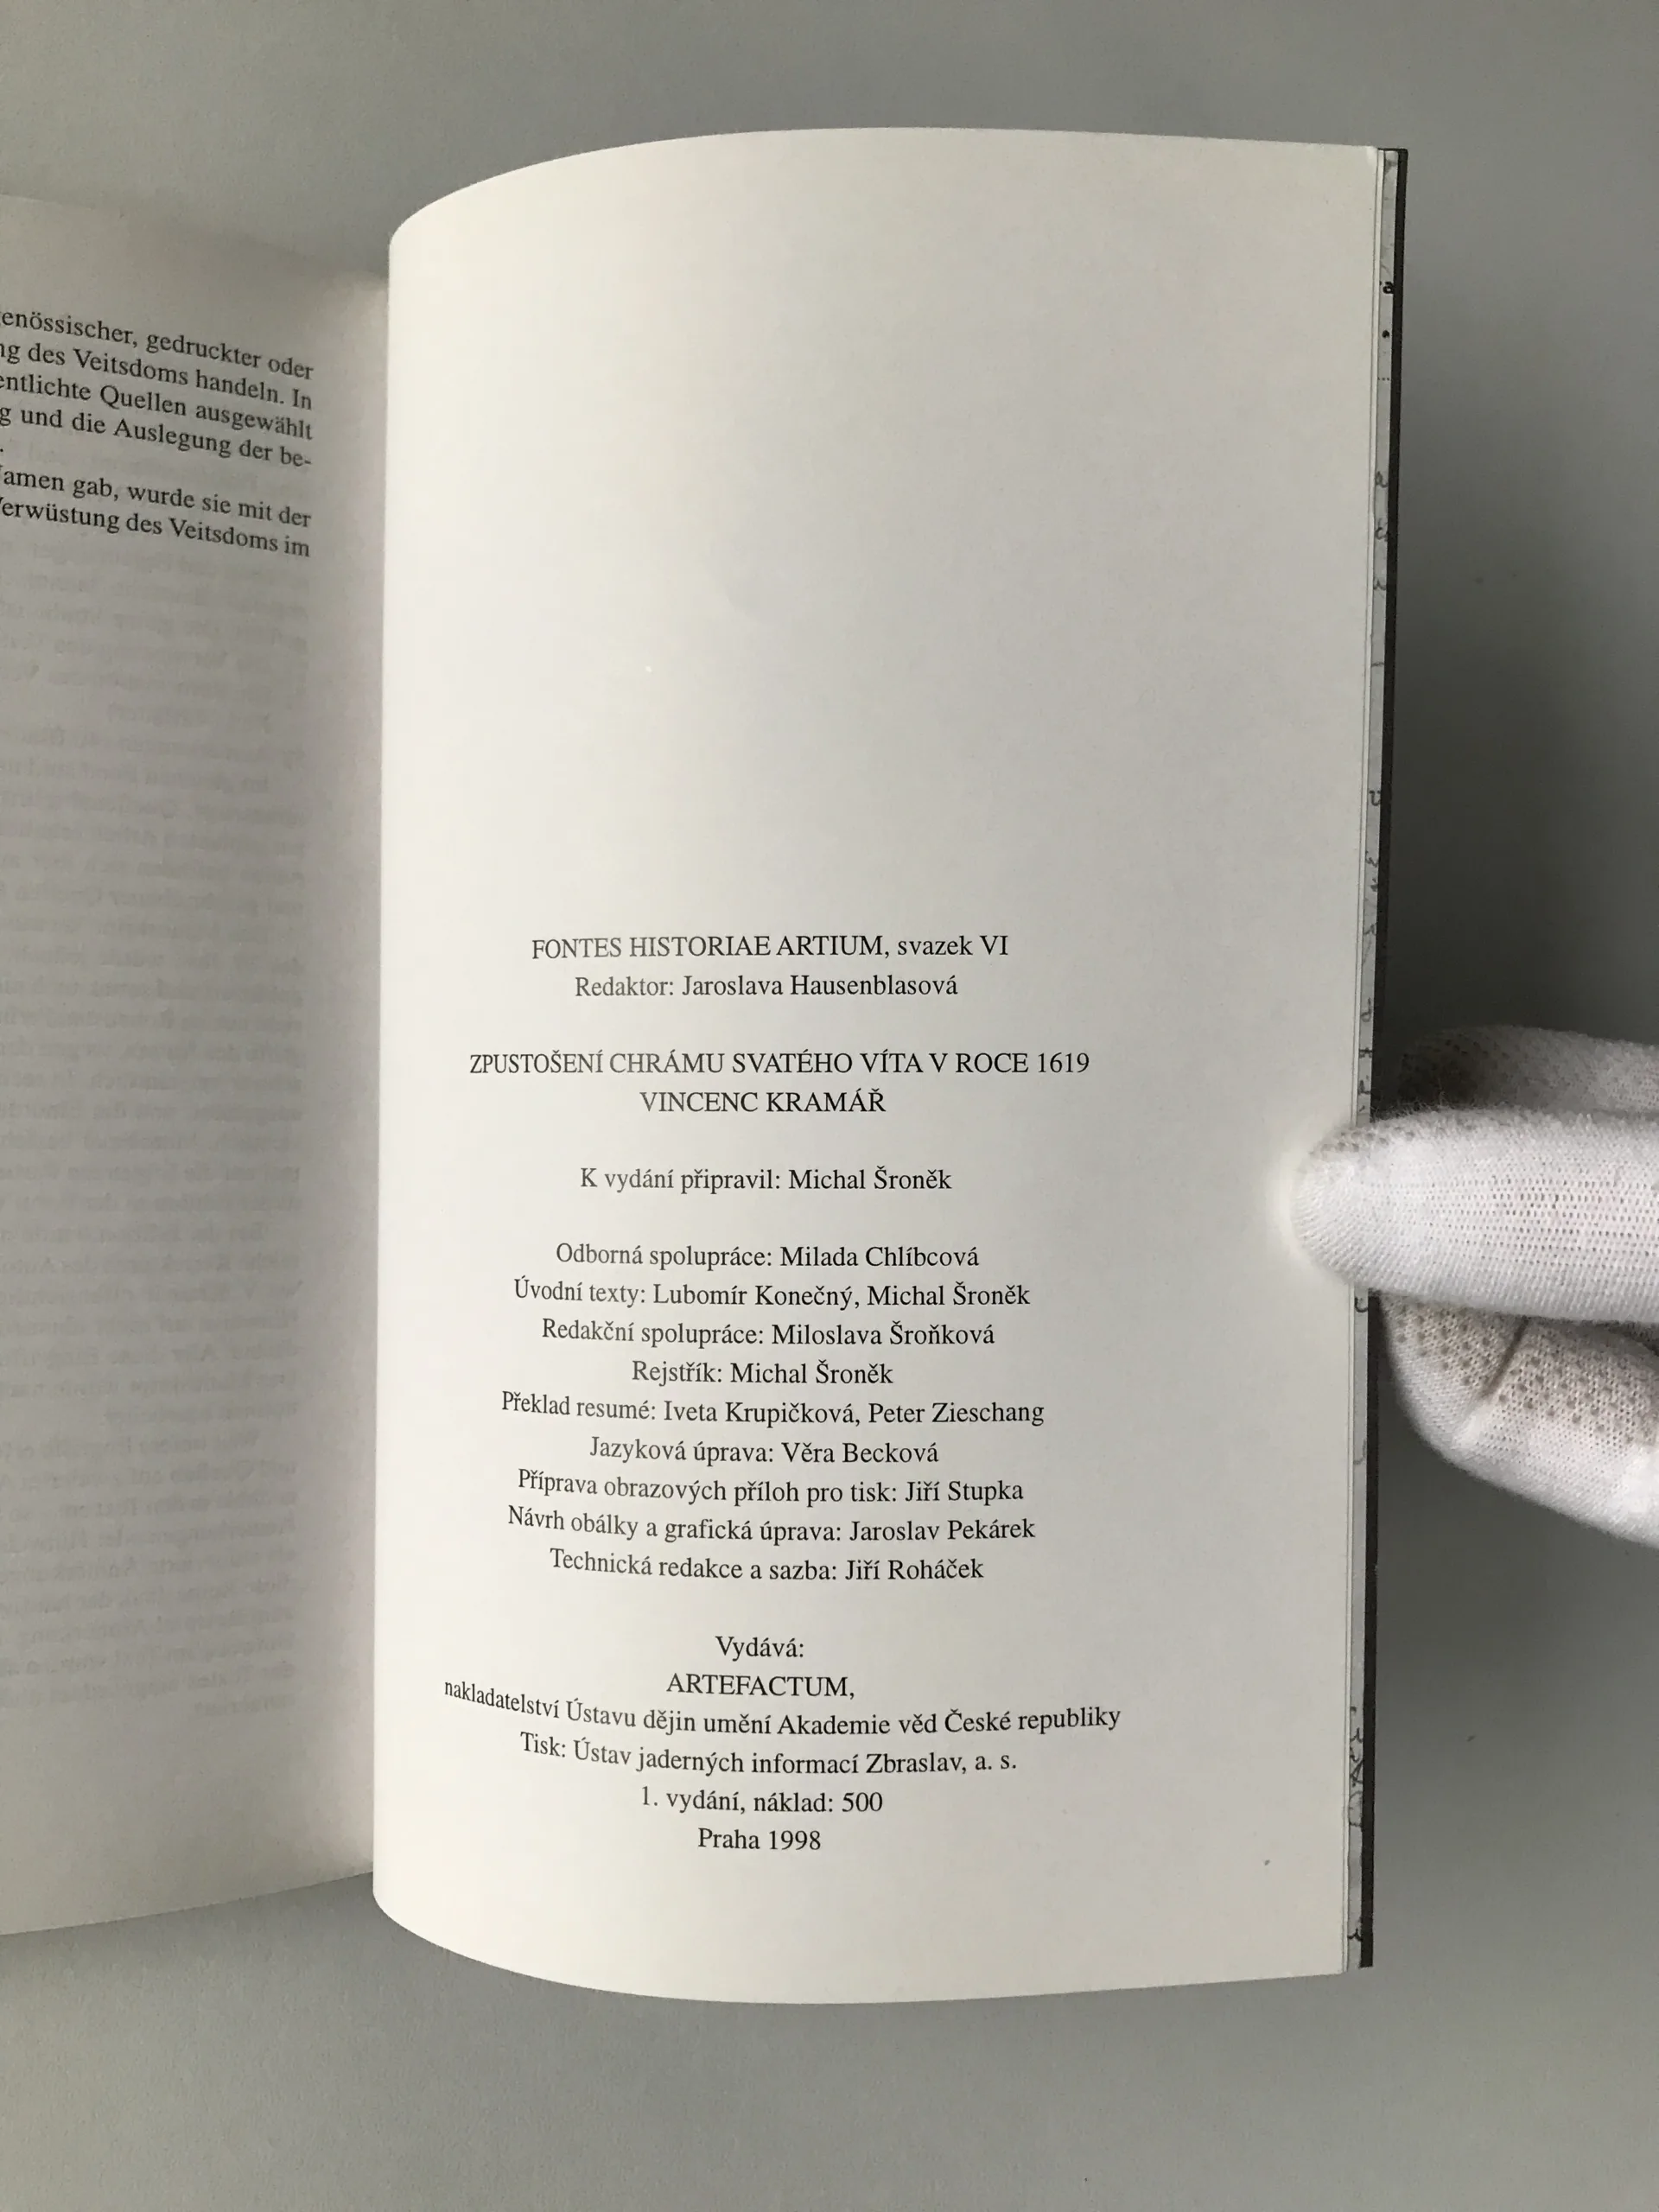 enössischer, gedruckter oder
des Veitsdoms handeln. In
entlichte Quellen ausgewählt
g und die Auslegung der be-
amen gab, wurde sie mit der
erwüstung des Veitsdoms im
FONTES HISTORIAE ARTIUM, svazek VI
Redaktor: Jaroslava Hausenblasová
ZPUSTOŠENÍ CHRÁMU SVATÉHO VÍTA V ROCE 1619
VINCENC KRAMÁŘ
K vydání připravil: Michal Šroněk
Odborná spolupráce: Milada Chlíbcová
Úvodní texty: Lubomír Konečný, Michal Šroněk
Redakční spolupráce: Miloslava Šroňková
Rejstřík: Michal Šroněk
Překlad resumé: Iveta Krupičková, Peter Zieschang
Jazyková úprava: Věra Becková
Příprava obrazových příloh pro tisk: Jiří Stupka
Návrh obálky a grafická úprava: Jaroslav Pekárek
Technická redakce a sazba: Jiří Roháček
Vydává:
ARTEFACTUM,
nakladatelství Ústavu dějin umění Akademie věd České republiky
Tisk: Ústav jaderných informací Zbraslav, a. s.
1. vydání, náklad: 500
Praha 1998